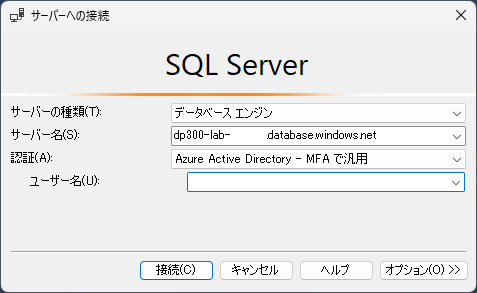 サーバーへの接続
SQL Server
サーバーの種類(T): データベース エンジン
サーバー名(S): dp300-lab- .database.windows.net
認証(A): Azure Active Directory - MFA で汎用
ユーザー名(U):
接続(C) キャンセル ヘルプ オプション(O) >>